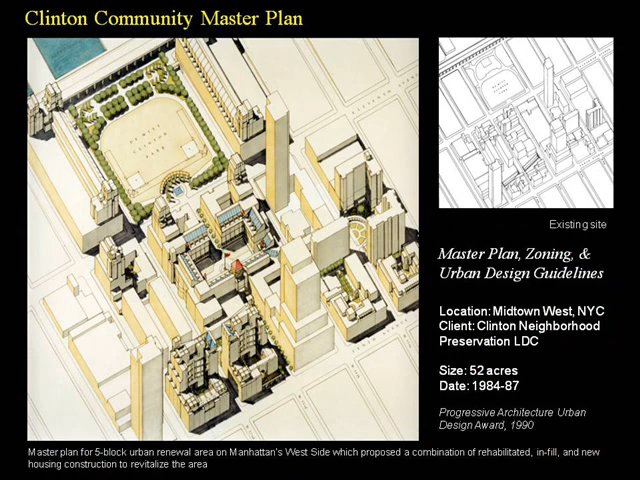 Clinton Community Master Plan
DEWITT
CLINTON
PARK
Existing site
Master Plan, Zoning, &
Urban Design Guidelines
Location: Midtown West, NYC
Client: Clinton Neighborhood
Preservation LDC
Size: 52 acres
Date: 1984-87
Progressive Architecture Urban
Design Award, 1990
Master plan for 5-block urban renewal area on Manhattan's West Side which proposed a combination of rehabilitated, in-fill, and new
housing construction to revitalize the area